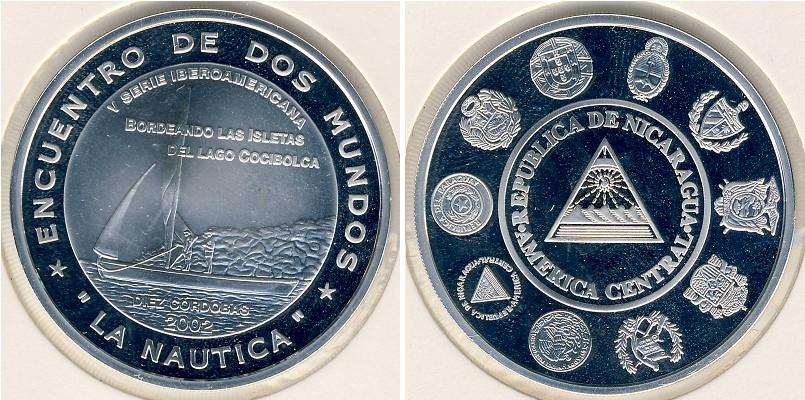 ENCUENTRO DE DOS MUNDOS
V SERIE IBEROAMERICANA
BORDEANDO LAS ISLETAS
DEL LAGO COCIBOLCA
DIEZ CÓRDOBAS
2002
"LA NAUTICA"
REPUBLICA DE NICARAGUA
AMERICA CENTRAL